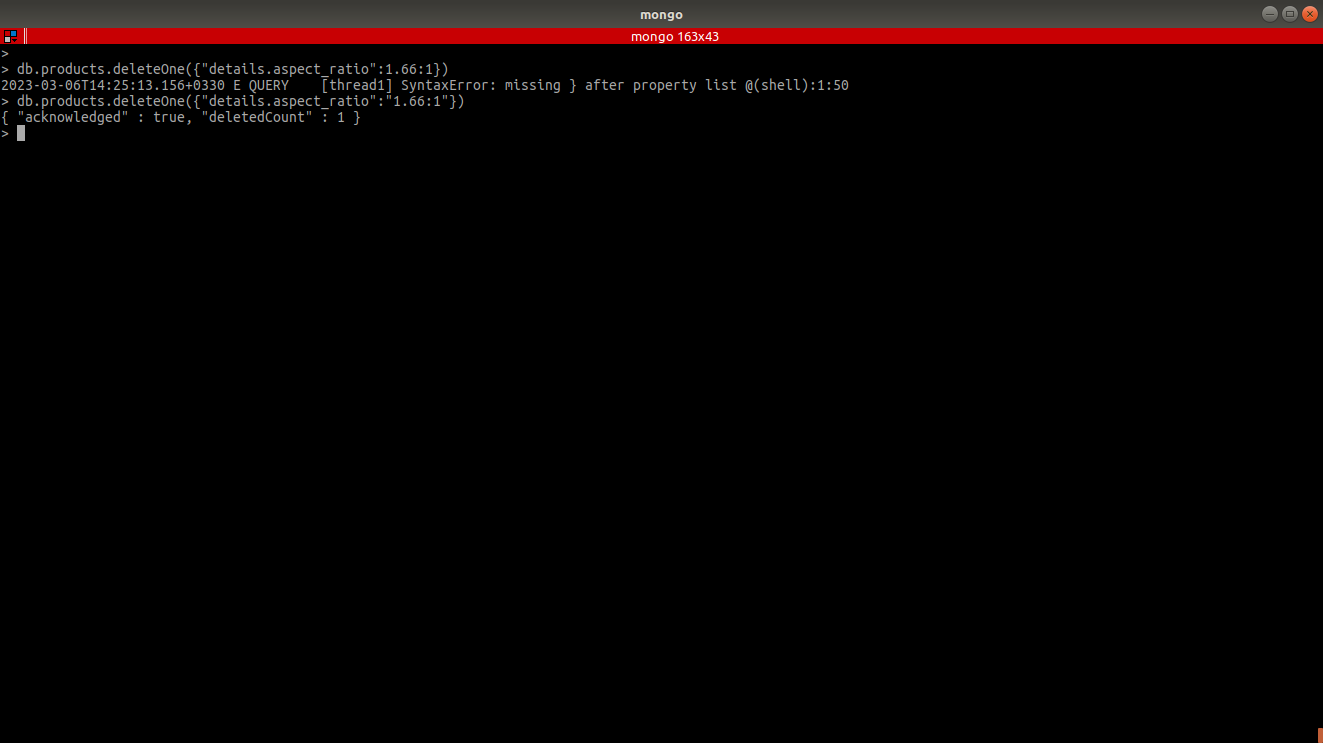 mongo
mongo 163x43
>
> db.products.deleteOne({"details.aspect_ratio":1.66:1})
2023-03-06T14:25:13.156+0330 E QUERY    [thread1] SyntaxError: missing } after property list @(shell):1:50
> db.products.deleteOne({"details.aspect_ratio":"1.66:1"})
{ "acknowledged" : true, "deletedCount" : 1 }
>